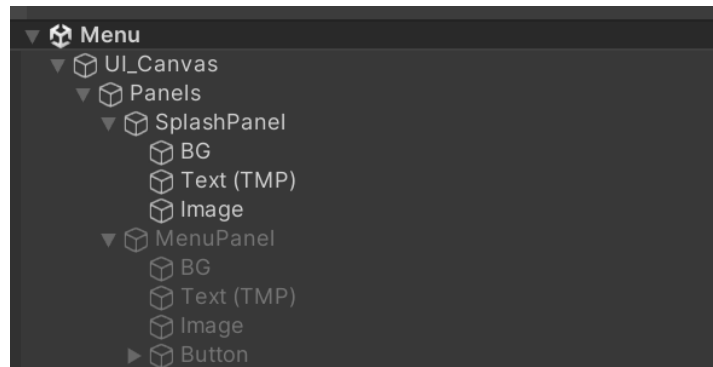 Menu
UI_Canvas
Panels
SplashPanel
BG
Text (TMP)
Image
MenuPanel
BG
Text (TMP)
Image
Button